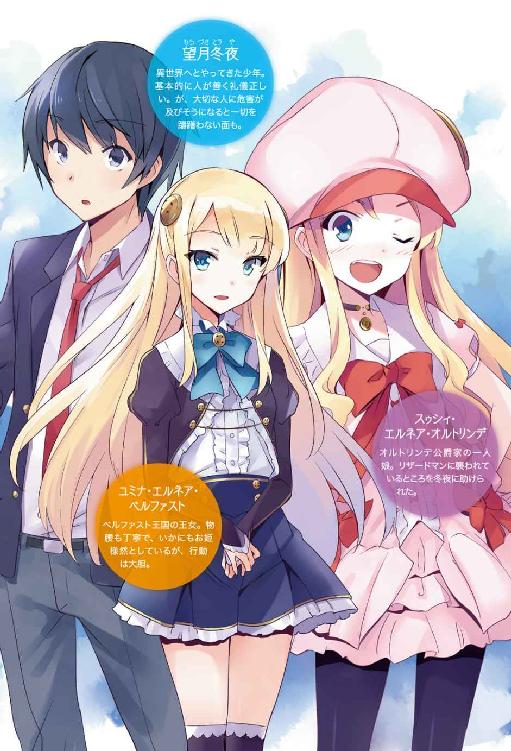 もち づき とう や
望月冬夜
異世界へとやってきた少年。
基本的に人が善く礼儀正し
い。が、大切な人に危害が
及びそうになると一切を
躊躇わない面も。
スゥシィ・
エルネア・オルトリンデ
オルトリンデ公爵家の一人
娘。リザードマンに襲われて
いるところを冬夜に助けら
れた。
ユミナ・エルネア・
ベルファスト
ベルファスト王国の王女。物
腰も丁寧で、いかにもお姫
様然としているが、行動
は大胆。